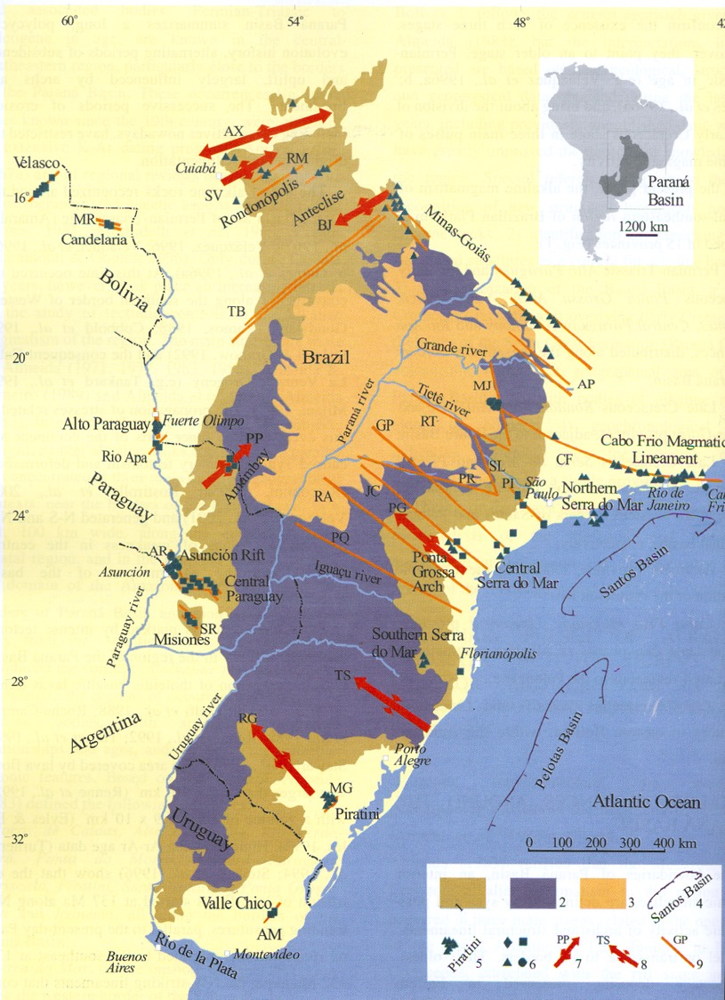 60°
54°
48°
42
AX
Cuiabá
RM
SV
Rondonópolis
Anteclise
BJ
Velasco
16°
MR
Candelaria
Bolivia
TB
Minas-Goiás
Paraná
Basin
1200 km
20°
Brazil
Grande river
Paraná river
Tietê river
MJ
AP
Alto Paraguay
Fuerte Olimpo
Rio Apa
PP
Amambay
GP
RT
SL
PR
PI
CF
Cabo Frio Magmatic
Lineament
São
Paulo
Northern
Serra do Mar
Rio de
Janeiro
Cabo
Frio
Paraguay
24°
RA
JC
PG
PQ
AR
Asunción Rift
Asunción
Central
Paraguay
Iguaçu river
Ponta
Grossa
Arch
Central
Serra do Mar
Santos Basin
SR
Misiones
Paraguay river
Southern Serra
do Mar
Florianópolis
28°
TS
Argentina
Uruguay river
RG
Porto
Alegre
Pelotas Basin
MG
Piratini
Atlantic Ocean
32°
Uruguay
0 100 200 300 400 km
Valle Chico
AM
Buenos
Aires
Rio de la Plata
Montevideo
1
2
3
Santos Basin
4
Piratini
5
6
PP
7
TS
8
GP
9